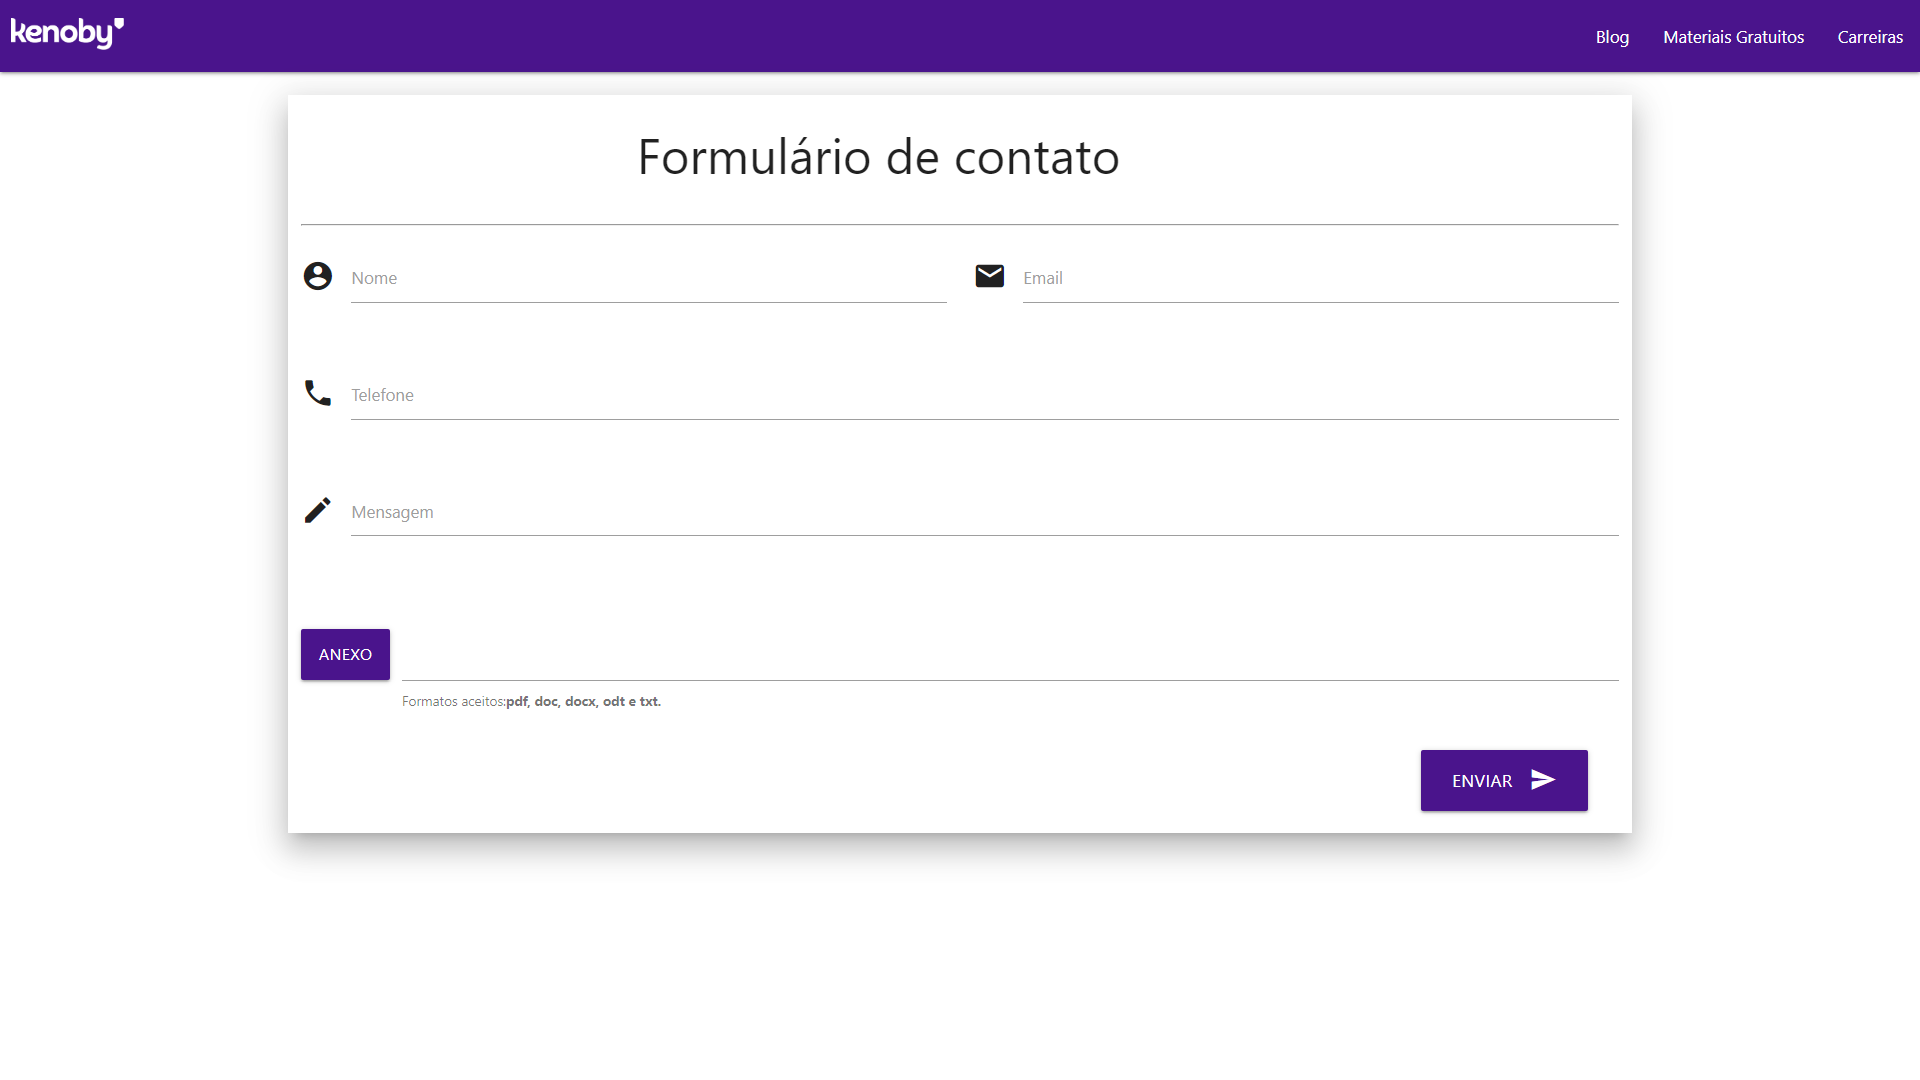 kenoby
Blog
Materiais Gratuitos
Carreiras
Formulário de contato
Nome
Email
Telefone
Mensagem
ANEXO
Formatos aceitos:pdf, doc, docx, odt e txt.
ENVIAR